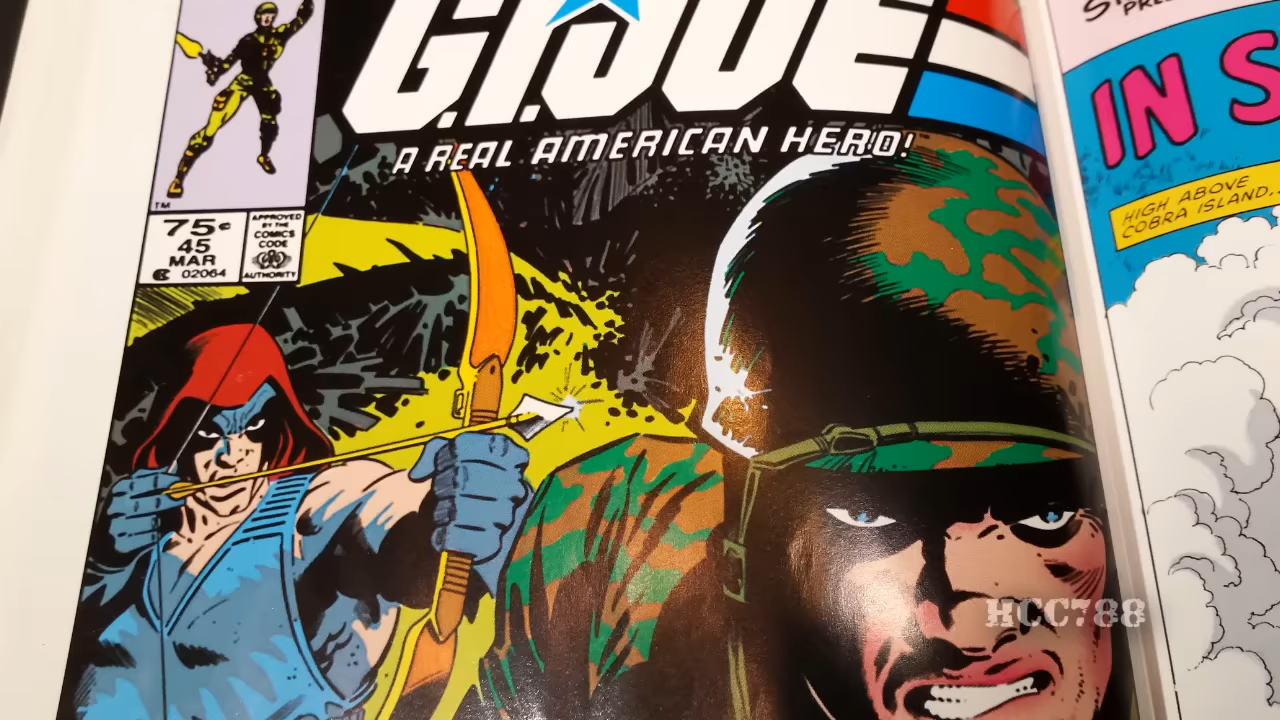 G.I.JOE
A REAL AMERICAN HERO!
TM
75¢
45
MAR
02064
APPROVED
BY THE
COMICS
CODE
AUTHORITY
IN S
HIGH ABOVE
COBRA ISLAND..
HCC788